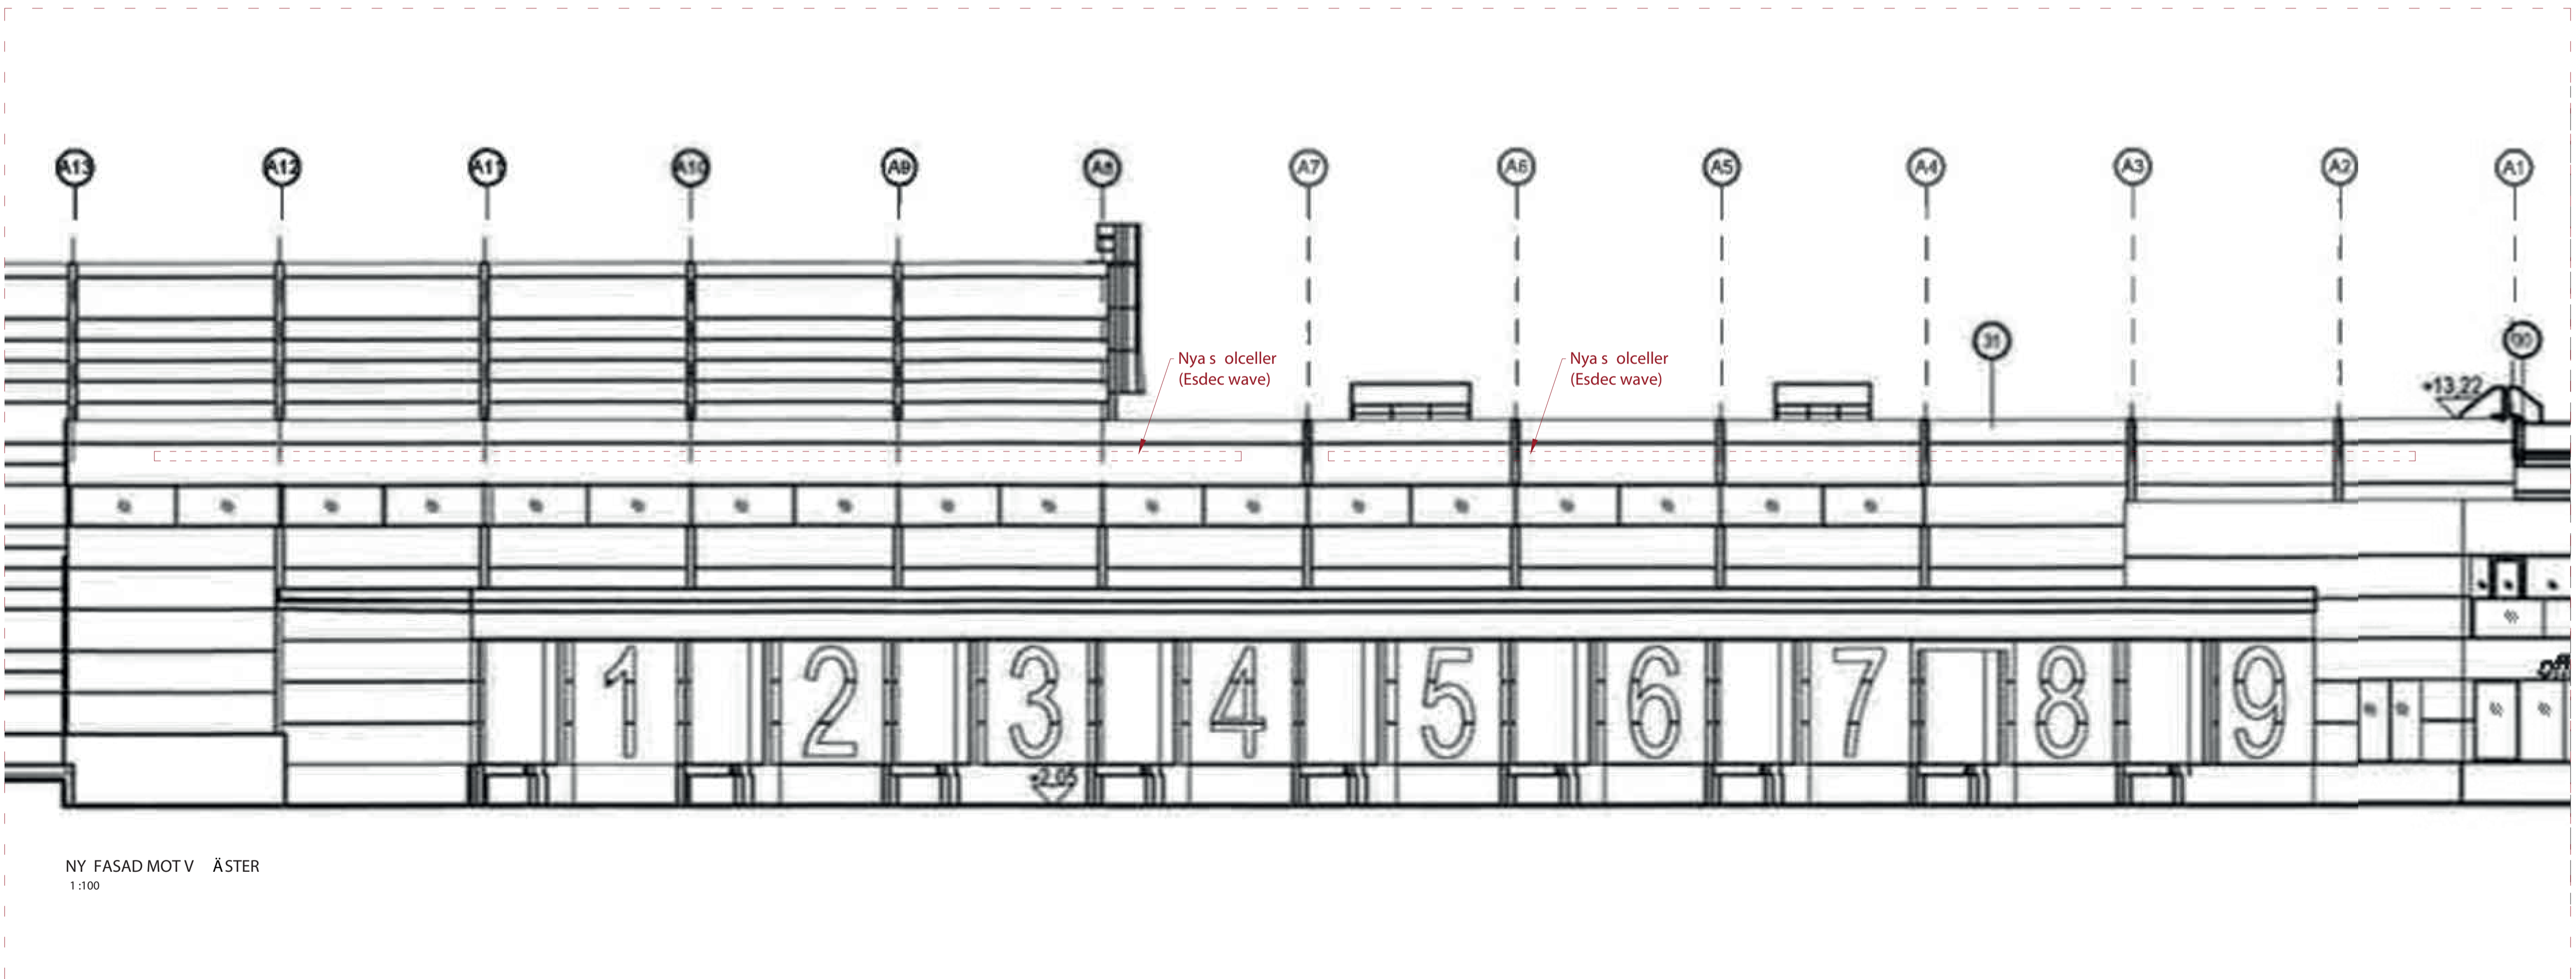 A13 A12 A11 A10 A9 A8 A7 A6 A5 A4 A3 A2 A1
31
Nya s olceller
(Esdec wave)
Nya s olceller
(Esdec wave)
+13.22
1 2 3 4 5 6 7 8 9
+2.05
NY FASAD MOT V ÄSTER
1 :100